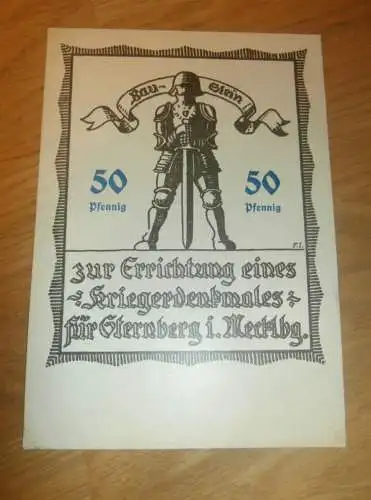 Bau-Stein
50 50
Pfennig Pfennig
F.L.
Zur Errichtung eines
Kriegerdenkmales
für Sternberg i. Mecklbg.